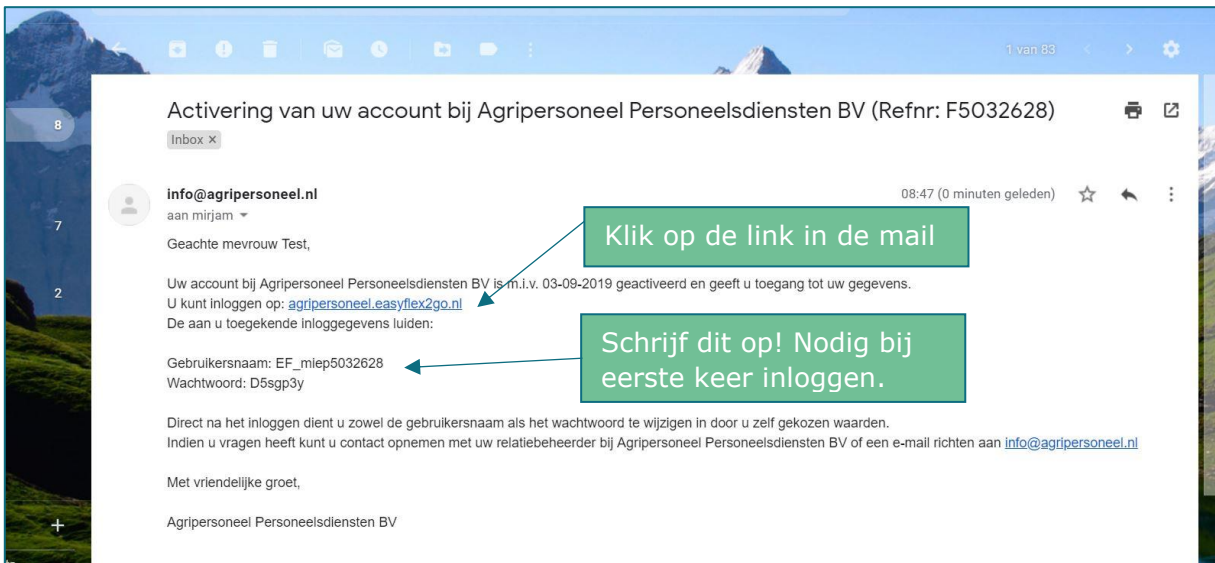 1 van 83
Activering van uw account bij Agripersoneel Personeelsdiensten BV (Refnr: F5032628)
8
Inbox ×
info@agripersoneel.nl
08:47 (0 minuten geleden)
aan mirjam
7
Klik op de link in de mail
Geachte mevrouw Test,
Uw account bij Agripersoneel Personeelsdiensten BV is m.i.v. 03-09-2019 geactiveerd en geeft u toegang tot uw gegevens.
2
U kunt inloggen op: agripersoneel.easyflex2go.nl
De aan u toegekende inloggegevens luiden:
Schrijf dit op! Nodig bij
eerste keer inloggen.
Gebruikersnaam: EF_miep5032628
Wachtwoord: D5sgp3y
Direct na het inloggen dient u zowel de gebruikersnaam als het wachtwoord te wijzigen in door u zelf gekozen waarden.
Indien u vragen heeft kunt u contact opnemen met uw relatiebeheerder bij Agripersoneel Personeelsdiensten BV of een e-mail richten aan info@agripersoneel.nl
Met vriendelijke groet,
Agripersoneel Personeelsdiensten BV
+